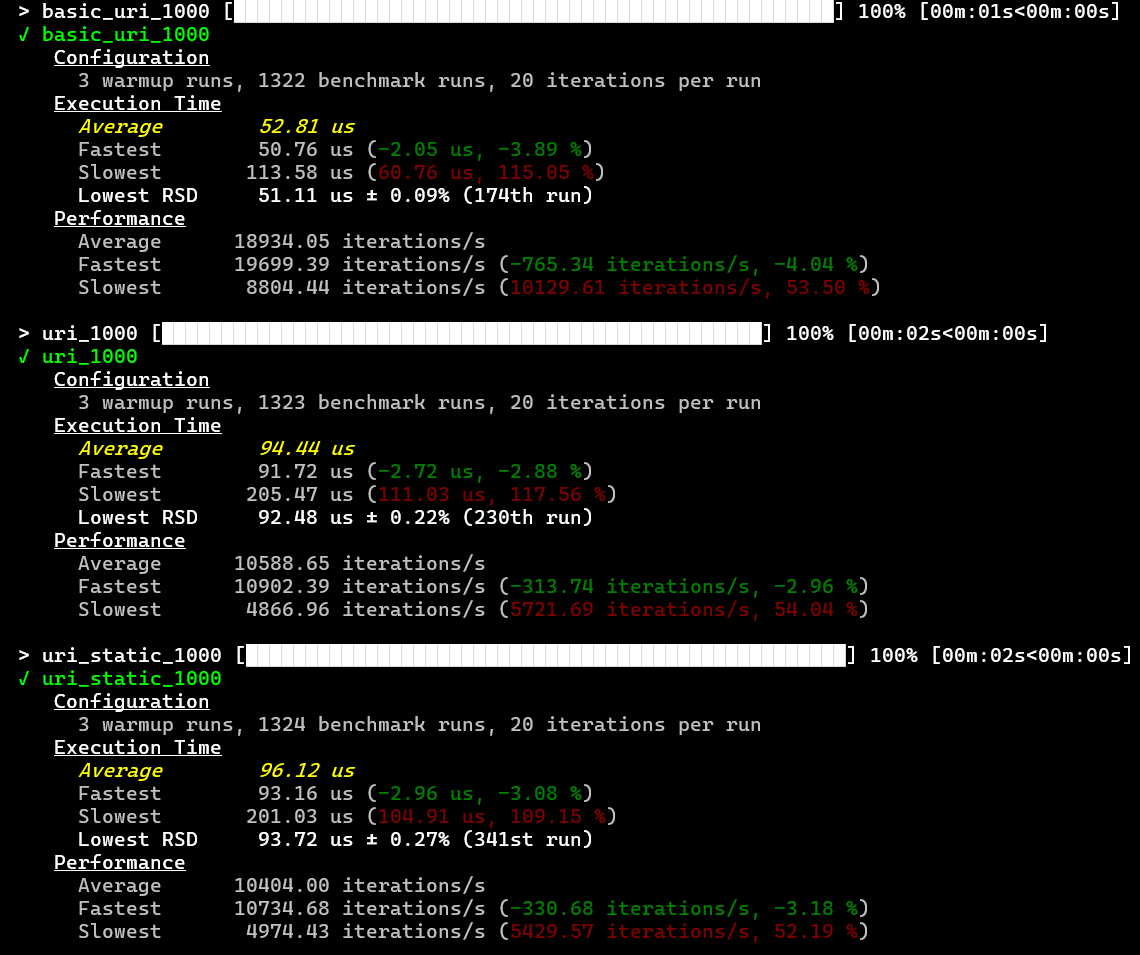 > basic_uri_1000 [██████████████████████████████████████████████████] 100% [00m:01s<00m:00s]
✓ basic_uri_1000
Configuration
3 warmup runs, 1322 benchmark runs, 20 iterations per run
Execution Time
Average 52.81 us
Fastest 50.76 us (-2.05 us, -3.89 %)
Slowest 113.58 us (60.76 us, 115.05 %)
Lowest RSD 51.11 us ± 0.09% (174th run)
Performance
Average 18934.05 iterations/s
Fastest 19699.39 iterations/s (-765.34 iterations/s, -4.04 %)
Slowest 8804.44 iterations/s (10129.61 iterations/s, 53.50 %)
> uri_1000 [██████████████████████████████████████████████████] 100% [00m:02s<00m:00s]
✓ uri_1000
Configuration
3 warmup runs, 1323 benchmark runs, 20 iterations per run
Execution Time
Average 94.44 us
Fastest 91.72 us (-2.72 us, -2.88 %)
Slowest 205.47 us (111.03 us, 117.56 %)
Lowest RSD 92.48 us ± 0.22% (230th run)
Performance
Average 10588.65 iterations/s
Fastest 10902.39 iterations/s (-313.74 iterations/s, -2.96 %)
Slowest 4866.96 iterations/s (5721.69 iterations/s, 54.04 %)
> uri_static_1000 [██████████████████████████████████████████████████] 100% [00m:02s<00m:00s]
✓ uri_static_1000
Configuration
3 warmup runs, 1324 benchmark runs, 20 iterations per run
Execution Time
Average 96.12 us
Fastest 93.16 us (-2.96 us, -3.08 %)
Slowest 201.03 us (104.91 us, 109.15 %)
Lowest RSD 93.72 us ± 0.27% (341st run)
Performance
Average 10404.00 iterations/s
Fastest 10734.68 iterations/s (-330.68 iterations/s, -3.18 %)
Slowest 4974.43 iterations/s (5429.57 iterations/s, 52.19 %)